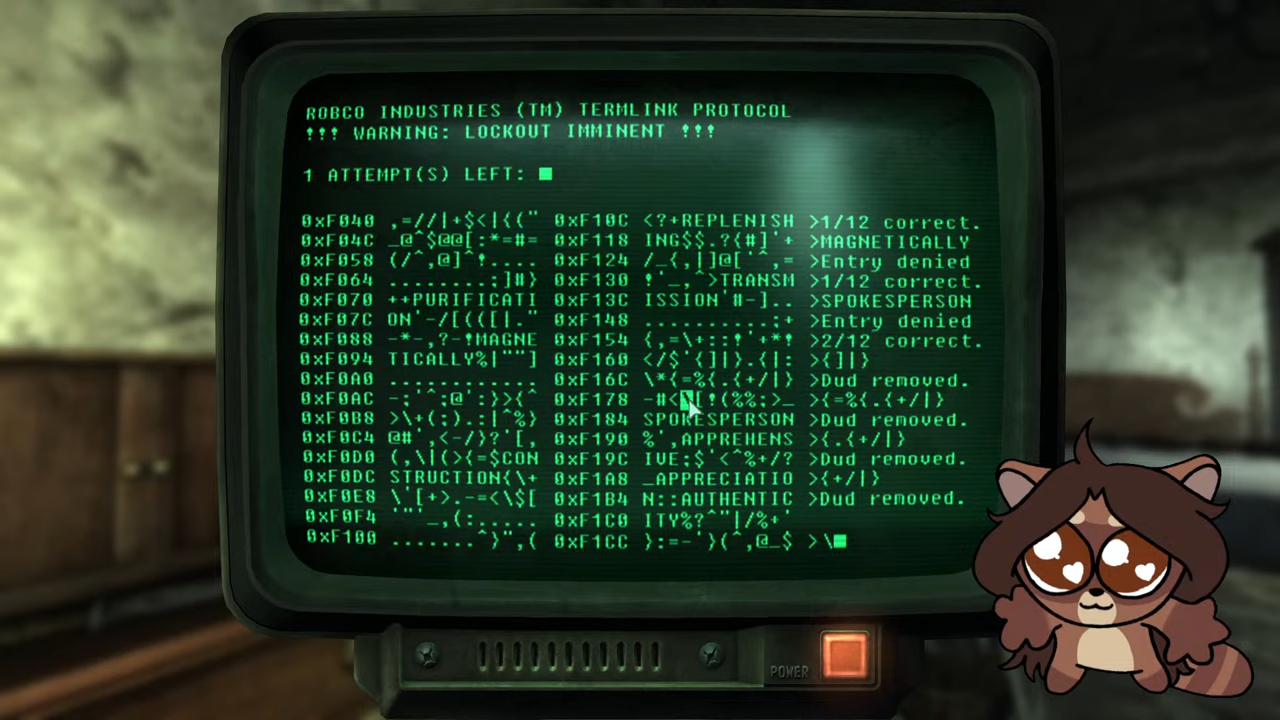 ROBCO INDUSTRIES (TM) TERMLINK PROTOCOL
!!! WARNING: LOCKOUT IMMINENT !!!
1 ATTEMPT(S) LEFT: ■
0xF040 ,=//|+$<|{(" 0xF10C <?+REPLENISH >1/12 correct.
0xF04C _@^$@@[:*=#= 0xF118 ING$$.?{#]'+ >MAGNETICALLY
0xF058 (/^,@]^!.... 0xF124 /_{,|]@['^,= >Entry denied
0xF064 ........;]#} 0xF130 !'_,^>TRANSM >1/12 correct.
0xF070 ++PURIFICATI 0xF13C ISSION'#-].. >SPOKESPERSON
0xF07C ON'-/[(([|." 0xF148 ..........;+ >Entry denied
0xF088 -*-,?-!MAGNE 0xF154 {,=\+::!'+*! >2/12 correct.
0xF094 TICALLY%|""] 0xF160 </$'{]|}.{|: >{]|}
0xF0A0 ............ 0xF16C \*{=%{.{+/|} >Dud removed.
0xF0AC -;'^;@':}>{^ 0xF178 -#<\[!(%%:>_ >{=%{.{+/|}
0xF0B8 >\+(;).:|^%} 0xF184 SPOKESPERSON >Dud removed.
0xF0C4 @#',<-/}?'[, 0xF190 %',APPREHENS >{.{+/|}
0xF0D0 (,\|(>{=$CON 0xF19C IVE;$'<^%+/? >Dud removed.
0xF0DC STRUCTION{\+ 0xF1A8 _APPRECIATIO >{+/|}
0xF0E8 \'[+>.-=<\$[ 0xF1B4 N::AUTHENTIC >Dud removed.
0xF0F4 '"'_,(:..... 0xF1C0 ITY%?^"|/%+'
0xF100 .......^}",( 0xF1CC }:=-'}(^,@_$ >\■
POWER